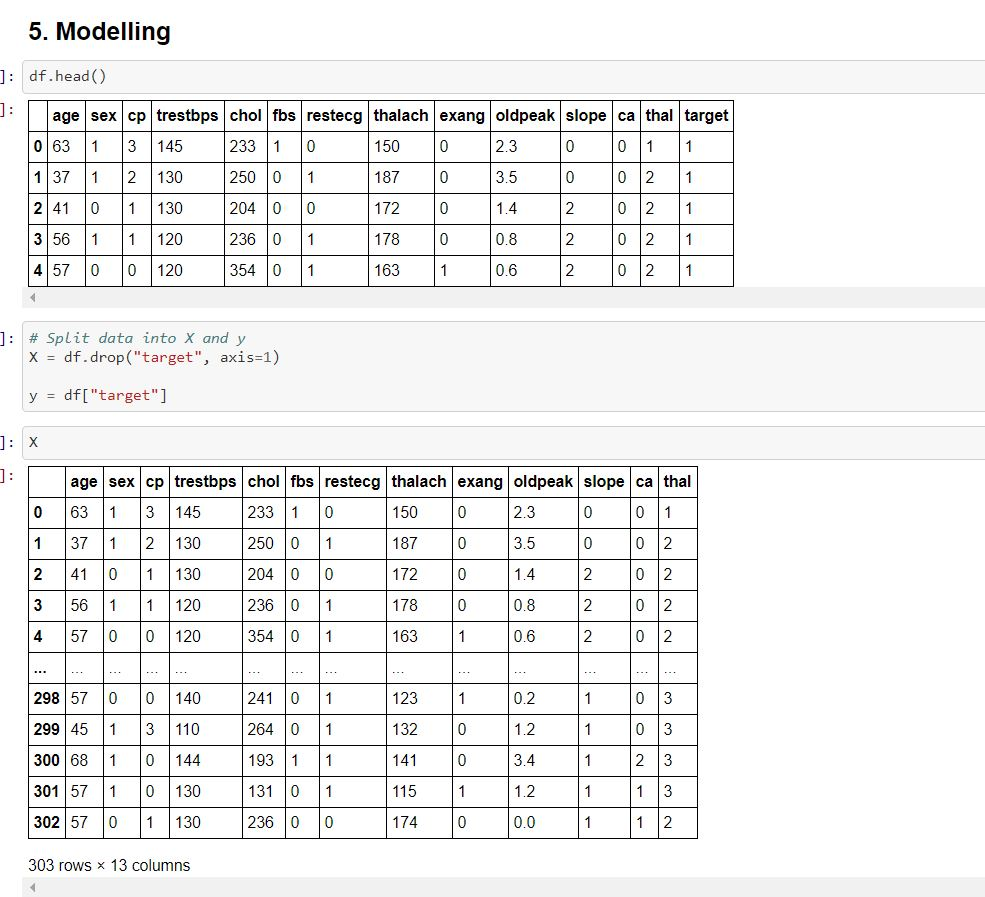 5. Modelling
]: df.head()
]:
age sex cp trestbps chol fbs restecg thalach exang oldpeak slope ca thal target
0 63 1 3 145 233 1 0 150 0 2.3 0 0 1 1
1 37 1 2 130 250 0 1 187 0 3.5 0 0 2 1
2 41 0 1 130 204 0 0 172 0 1.4 2 0 2 1
3 56 1 1 120 236 0 1 178 0 0.8 2 0 2 1
4 57 0 0 120 354 0 1 163 1 0.6 2 0 2 1
]: # Split data into X and y
X = df.drop("target", axis=1)
y = df["target"]
]: X
]:
age sex cp trestbps chol fbs restecg thalach exang oldpeak slope ca thal
0 63 1 3 145 233 1 0 150 0 2.3 0 0 1
1 37 1 2 130 250 0 1 187 0 3.5 0 0 2
2 41 0 1 130 204 0 0 172 0 1.4 2 0 2
3 56 1 1 120 236 0 1 178 0 0.8 2 0 2
4 57 0 0 120 354 0 1 163 1 0.6 2 0 2
... ... ... ... ... ... ... ... ... ... ... ... ... ...
298 57 0 0 140 241 0 1 123 1 0.2 1 0 3
299 45 1 3 110 264 0 1 132 0 1.2 1 0 3
300 68 1 0 144 193 1 1 141 0 3.4 1 2 3
301 57 1 0 130 131 0 1 115 1 1.2 1 1 3
302 57 0 1 130 236 0 0 174 0 0.0 1 1 2
303 rows × 13 columns